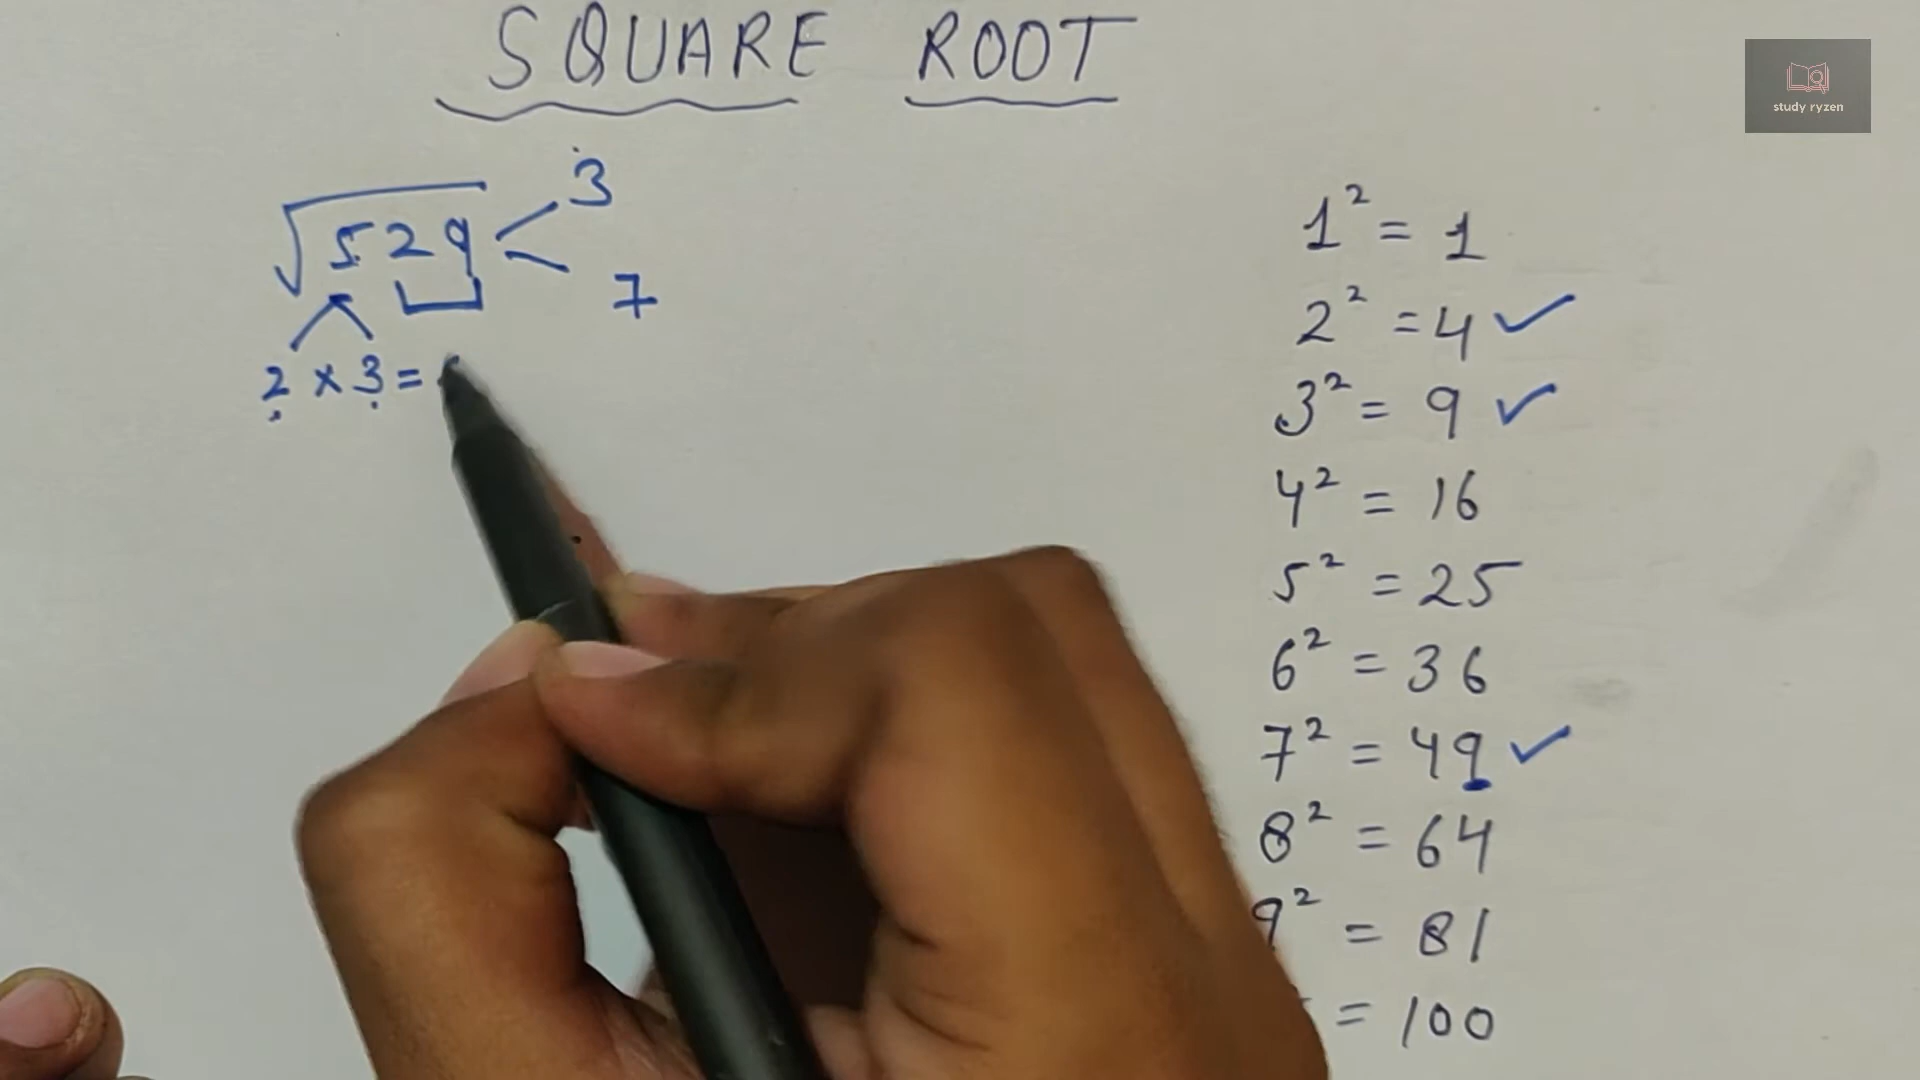 SQUARE ROOT
study ryzen
√529
3
7
2 × 3 =
1² = 1
2² = 4 ✓
3² = 9 ✓
4² = 16
5² = 25
6² = 36
7² = 49 ✓
8² = 64
9² = 81
= 100